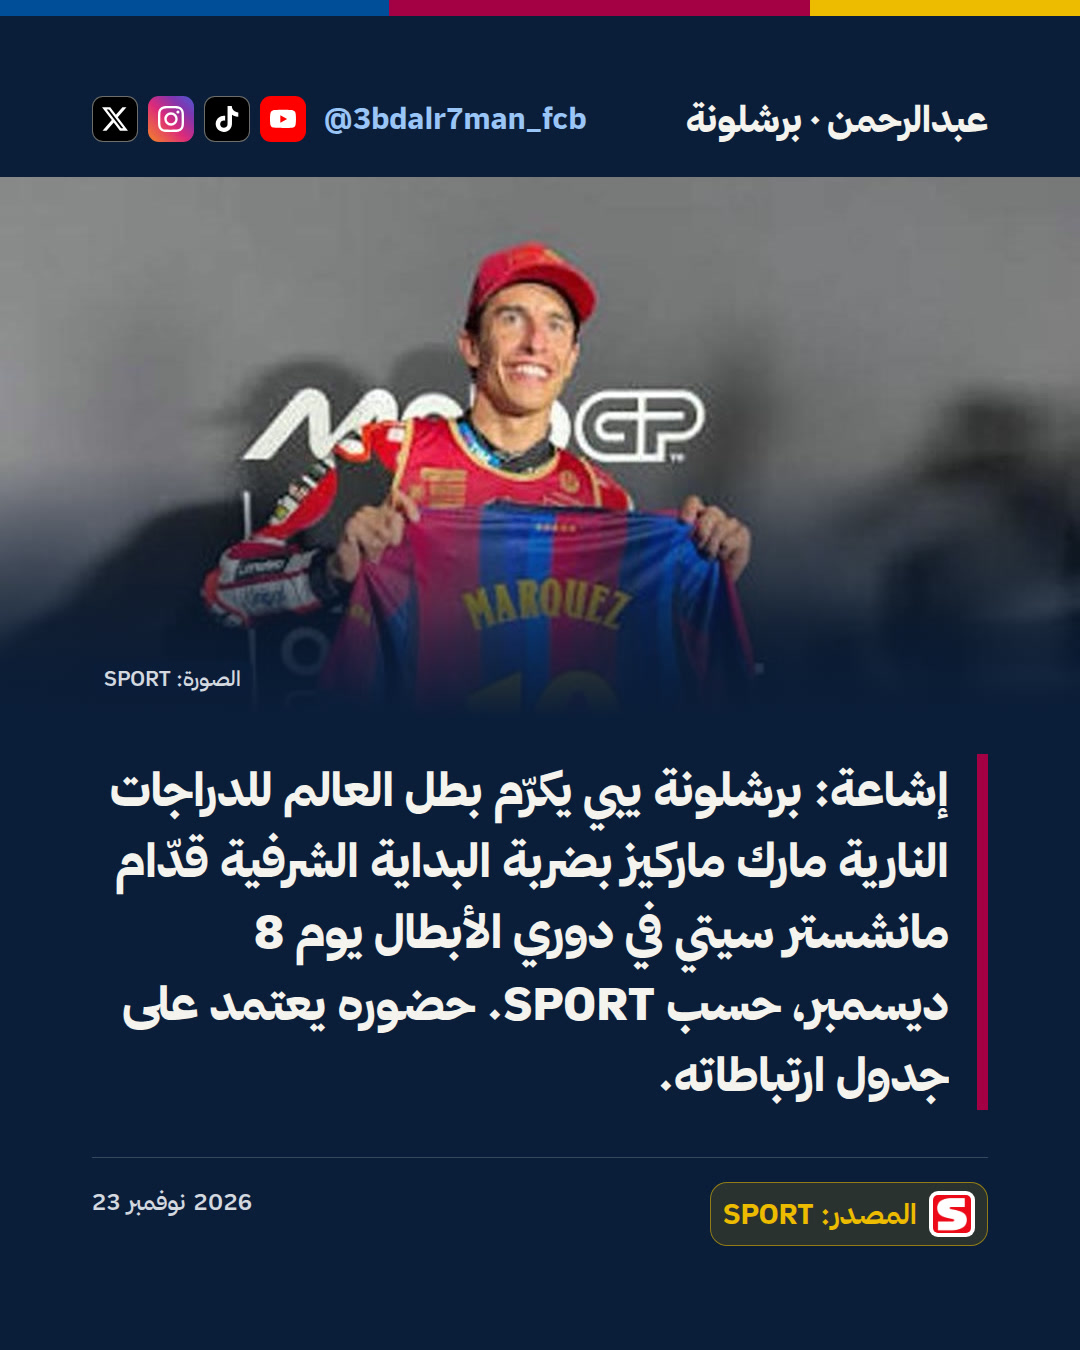 عبدالرحمن · برشلونة
@3bdalr7man_fcb
MotoGP
MARQUEZ
الصورة: SPORT
إشاعة: برشلونة يبي يكرّم بطل العالم للدراجات
النارية مارك ماركيز بضربة البداية الشرفية قدّام
مانشستر سيتي في دوري الأبطال يوم 8
ديسمبر، حسب SPORT. حضوره يعتمد على
جدول ارتباطاته.
المصدر: SPORT
23 نوفمبر 2026